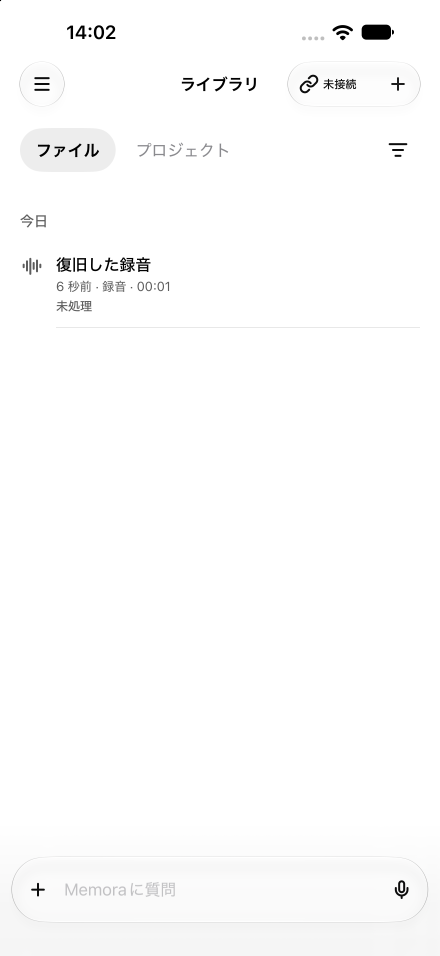 14:02
ライブラリ
未接続
ファイル
プロジェクト
今日
復旧した録音
6 秒前 · 録音 · 00:01
未処理
Memoraに質問